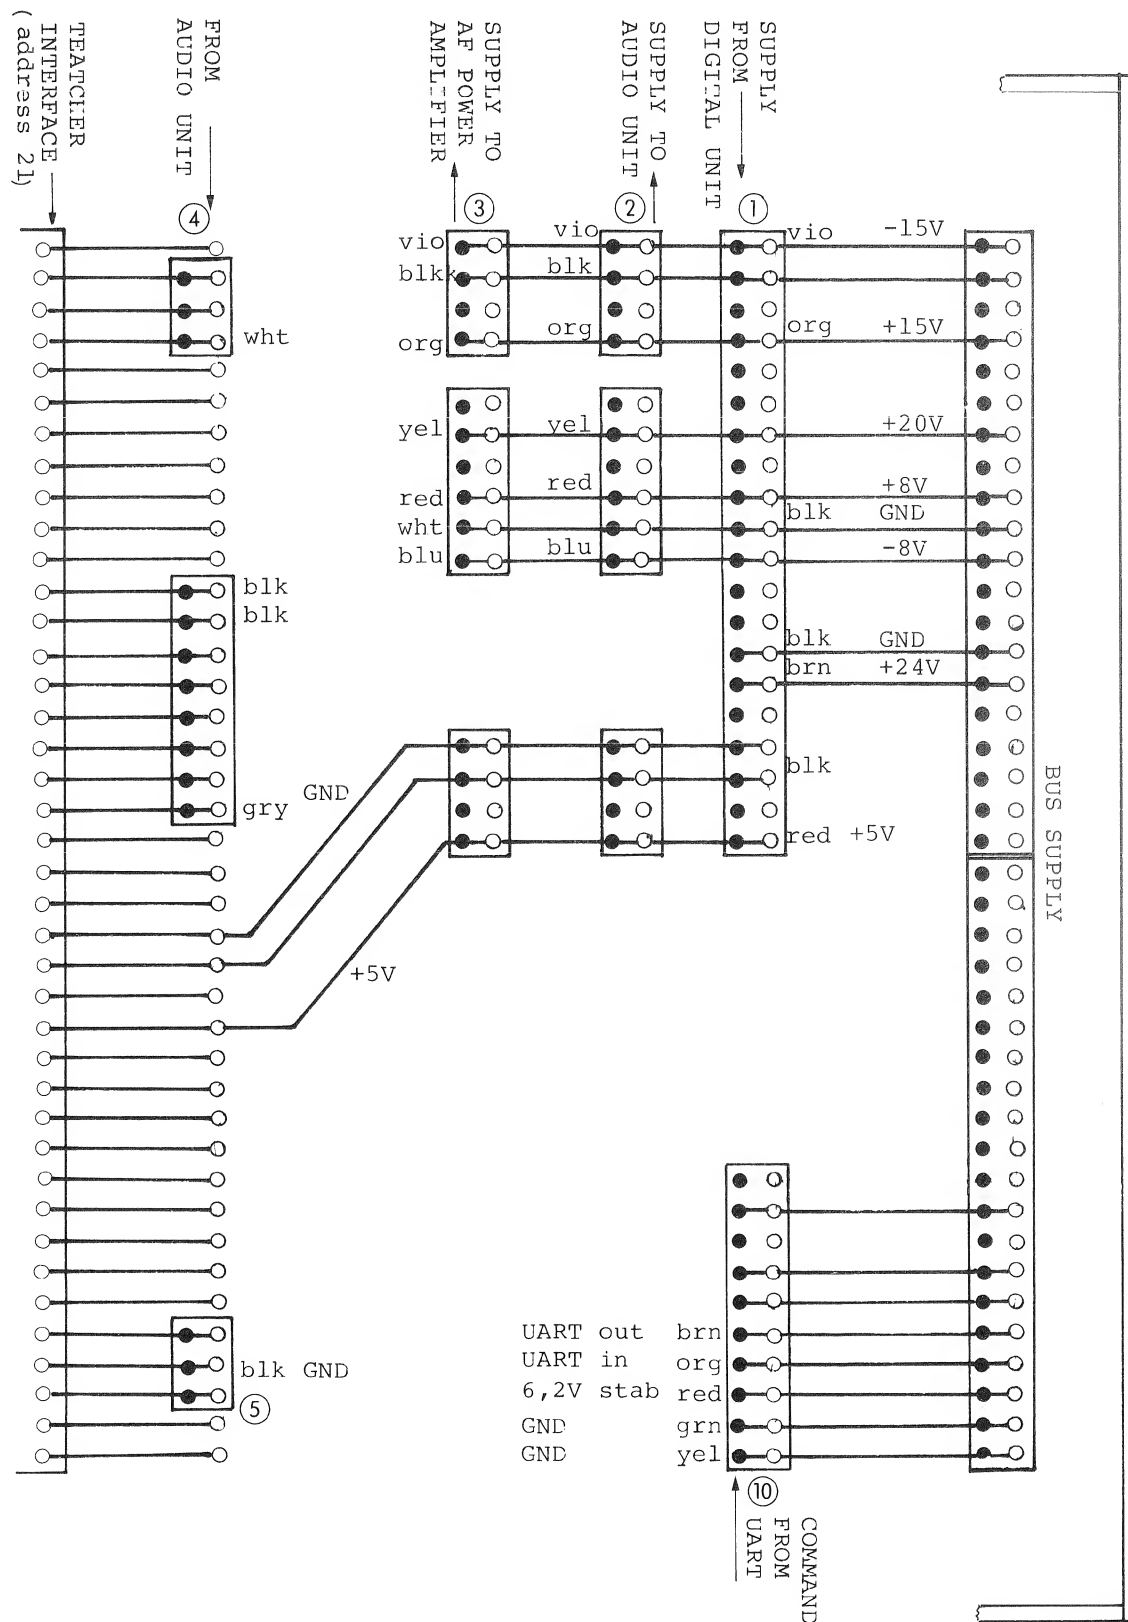 SUPPLY
FROM
DIGITAL UNIT
SUPPLY TO
AUDIO UNIT
SUPPLY TO
AF POWER
AMPLIFIER
FROM
AUDIO UNIT
TEATCHER
INTERFACE
(address 21)
④
③
②
①
vio
vio
vio -15V
blkk
blk
org
org
org +15V
wht
yel
yel
+20V
red
red
+8V
wht
blk GND
blu
blu
-8V
blk
blk
blk GND
brn +24V
blk
gry
GND
red +5V
BUS SUPPLY
+5V
UART out brn
UART in org
6,2V stab red
GND grn
GND yel
blk GND
⑤
⑩
COMMAND
FROM
UART